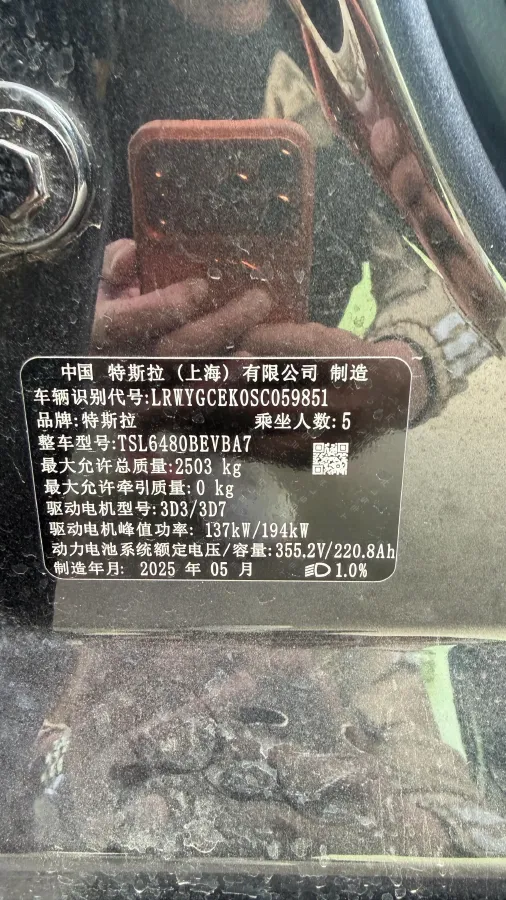 中国 特斯拉 (上海) 有限公司 制造
车辆识别代号:LRWYGCEK0SC059851
品牌:特斯拉 乘坐人数:5
整车型号:TSL6480BEVBA7
最大允许总质量:2503 kg
最大允许牵引质量:0 kg
驱动电机型号:3D3/3D7
驱动电机峰值功率: 137kW/194kW
动力电池系统额定电压/容量:355.2V/220.8Ah
制造年月: 2025 年 05 月 1.0%